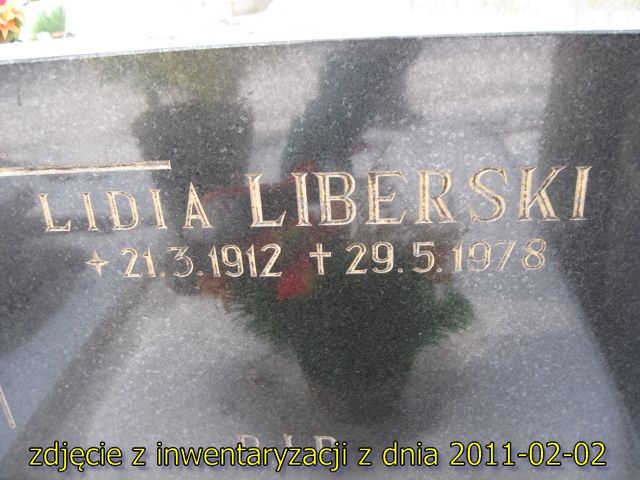 LIDIA LIBERSKI
+ 21.3.1912 † 29.5.1978
R.I.P.
zdjęcie z inwentaryzacji z dnia 2011-02-02